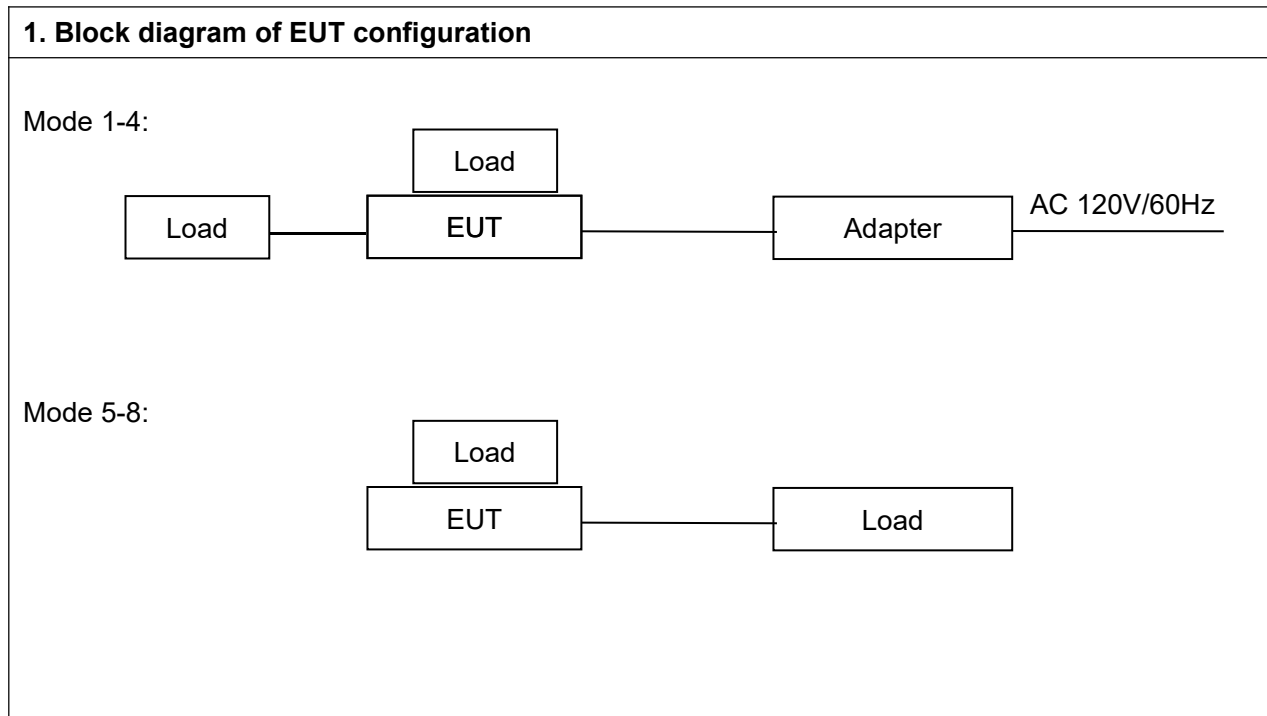 1. Block diagram of EUT configuration
Mode 1-4:
Load
Load
EUT
Adapter
AC 120V/60Hz
Mode 5-8:
Load
EUT
Load